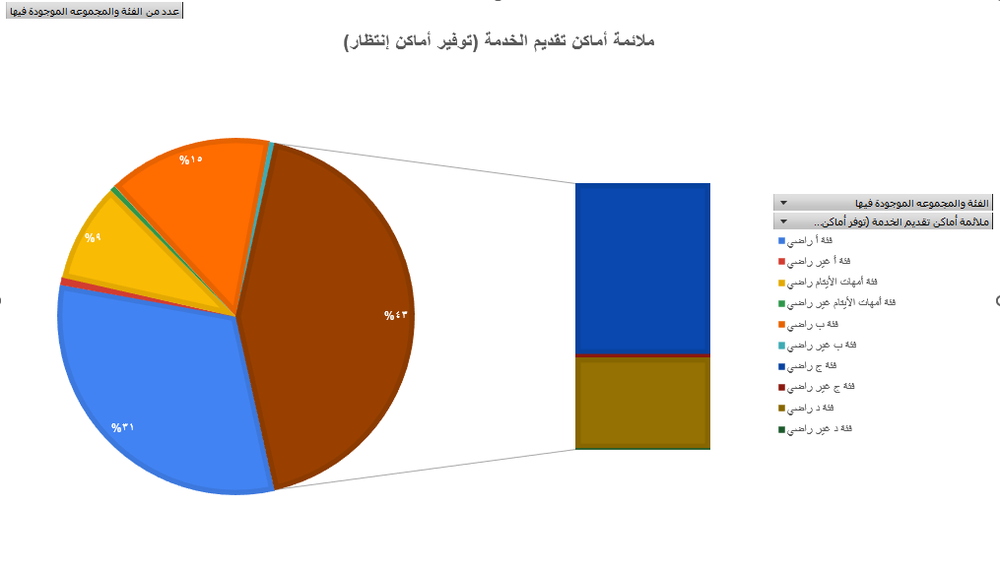 عدد من الفئة والمجموعه الموجودة فيها
ملائمة أماكن تقديم الخدمة (توفير أماكن إنتظار)
%١٥
%٩
%٤٣
%٣١
الفئة والمجموعه الموجودة فيها
ملائمة أماكن تقديم الخدمة (توفر أماكن...
فئة أ راضي
فئة أ غير راضي
فئة أمهات الأيتام راضي
فئة أمهات الأيتام غير راضي
فئة ب راضي
فئة ب غير راضي
فئة ج راضي
فئة ج غير راضي
فئة د راضي
فئة د غير راضي